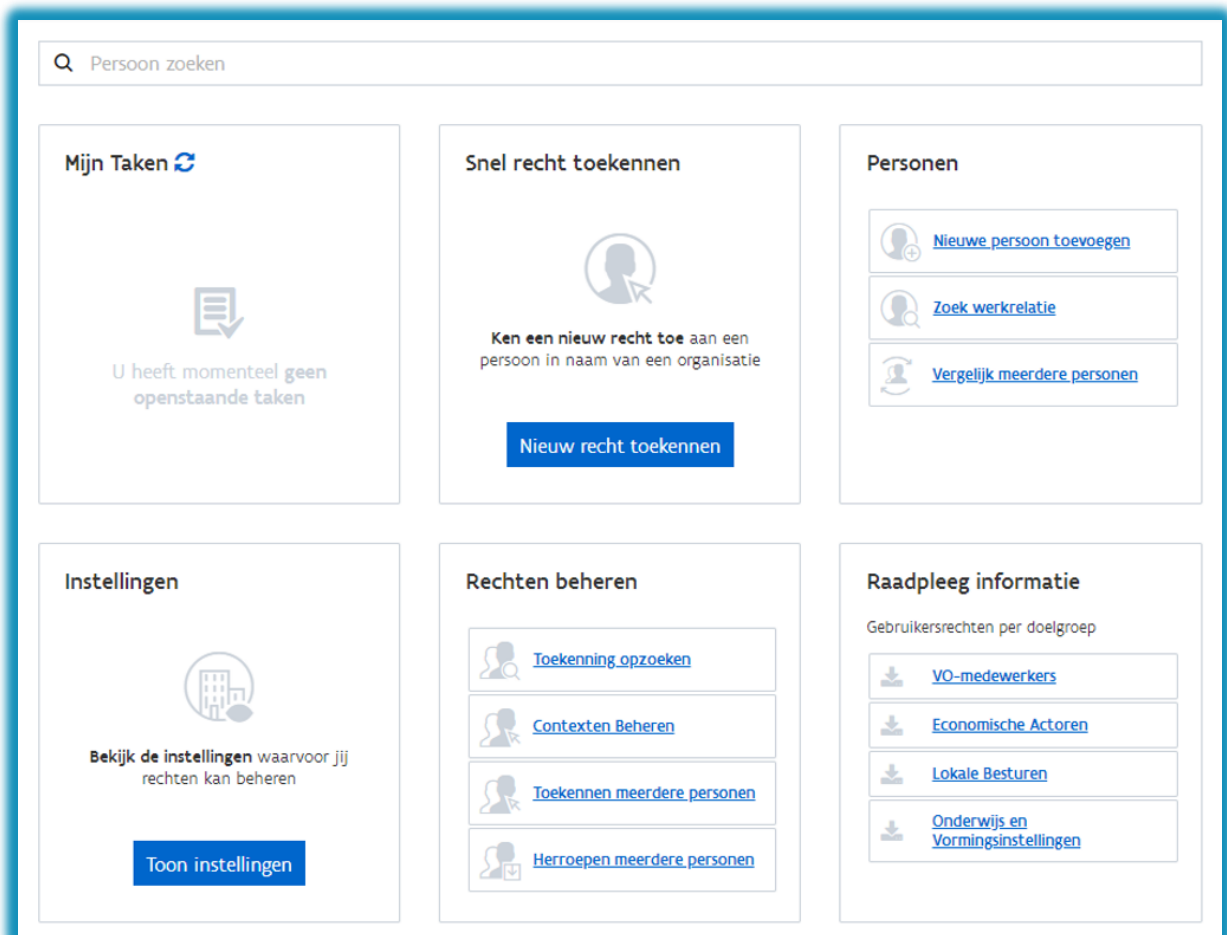 Persoon zoeken
Mijn Taken
U heeft momenteel geen
openstaande taken
Snel recht toekennen
Ken een nieuw recht toe aan een
persoon in naam van een organisatie
Nieuw recht toekennen
Personen
Nieuwe persoon toevoegen
Zoek werkrelatie
Vergelijk meerdere personen
Instellingen
Bekijk de instellingen waarvoor jij
rechten kan beheren
Toon instellingen
Rechten beheren
Toekenning opzoeken
Contexten Beheren
Toekennen meerdere personen
Herroepen meerdere personen
Raadpleeg informatie
Gebruikersrechten per doelgroep
VO-medewerkers
Economische Actoren
Lokale Besturen
Onderwijs en
Vormingsinstellingen